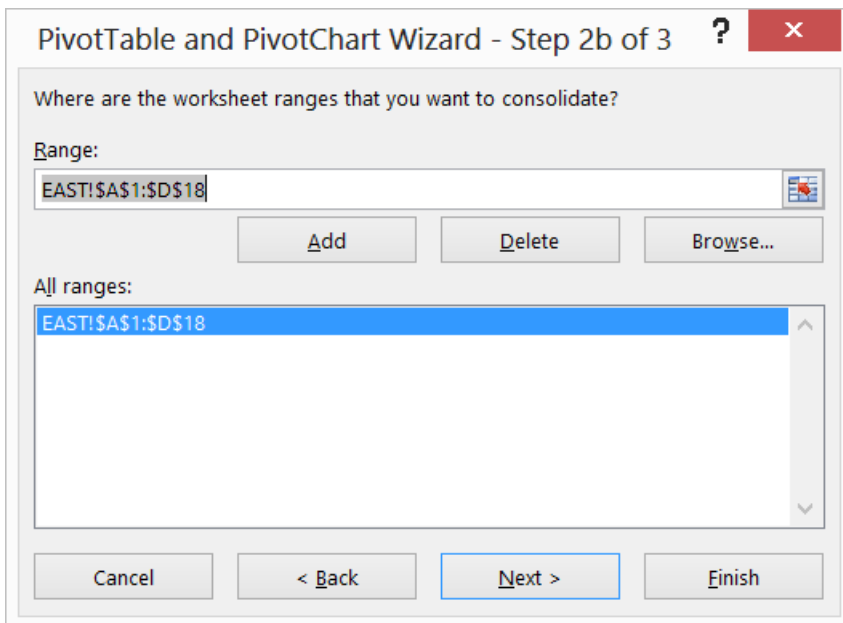 PivotTable and PivotChart Wizard - Step 2b of 3 ?
Where are the worksheet ranges that you want to consolidate?
Range:
EAST!$A$1:$D$18
Add Delete Browse...
All ranges:
EAST!$A$1:$D$18
Cancel < Back Next > Finish